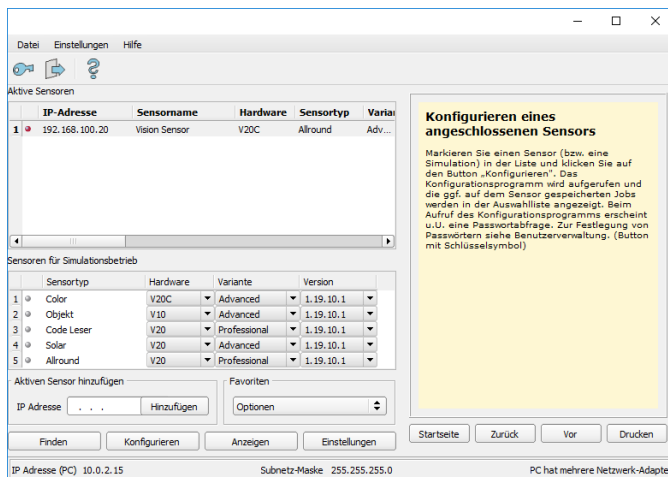 Datei Einstellungen Hilfe
Aktive Sensoren
IP-Adresse Sensorname Hardware Sensortyp Varia
1 192.168.100.20 Vision Sensor V20C Allround Adv...
Sensoren für Simulationsbetrieb
Sensortyp Hardware Variante Version
1 Color V20C Advanced 1.19.10.1
2 Objekt V10 Advanced 1.19.10.1
3 Code Leser V20 Professional 1.19.10.1
4 Solar V20 Advanced 1.19.10.1
5 Allround V20 Professional 1.19.10.1
Aktiven Sensor hinzufügen
IP Adresse . . . Hinzufügen
Favoriten
Optionen
Finden Konfigurieren Anzeigen Einstellungen
Konfigurieren eines
angeschlossenen Sensors
Markieren Sie einen Sensor (bzw. eine
Simulation) in der Liste und klicken Sie auf
den Button „Konfigurieren". Das
Konfigurationsprogramm wird aufgerufen und
die ggf. auf dem Sensor gespeicherten Jobs
werden in der Auswahlliste angezeigt. Beim
Aufruf des Konfigurationsprogramms erscheint
u.U. eine Passwortabfrage. Zur Festlegung von
Passwörtern siehe Benutzerverwaltung. (Button
mit Schlüsselsymbol)
Startseite Zurück Vor Drucken
IP Adresse (PC) 10.0.2.15 Subnetz-Maske 255.255.255.0 PC hat mehrere Netzwerk-Adapte